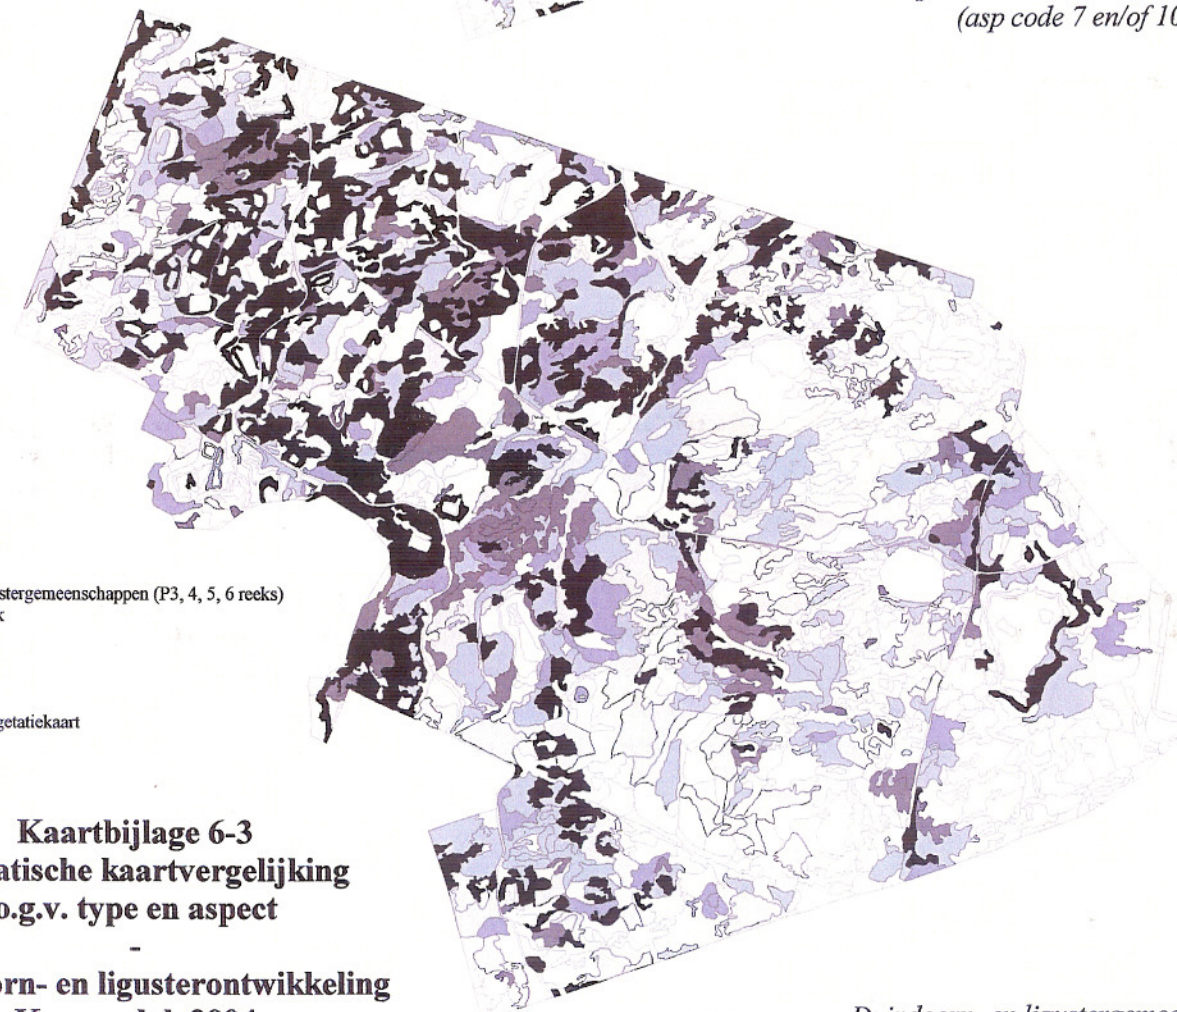 (asp code 7 en/of 10
stergemeenschappen (P3, 4, 5, 6 reeks)
k
getatiekaart
Kaartbijlage 6-3
atische kaartvergelijking
o.g.v. type en aspect
-
orn- en ligusterontwikkeling